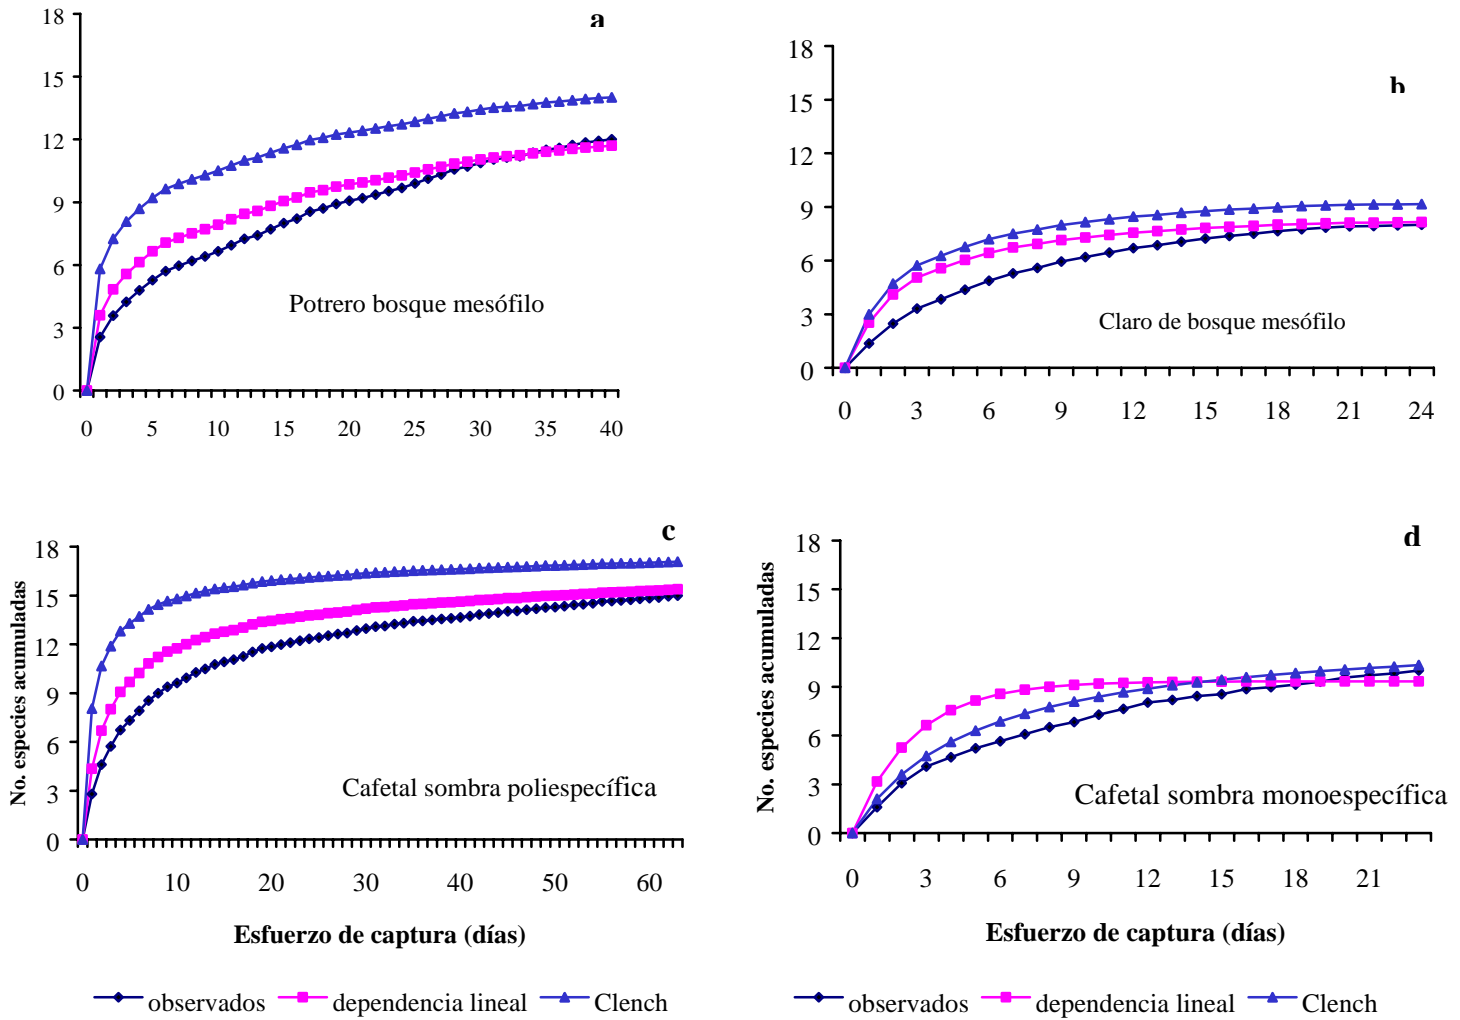 a
18
15
12
9
6
3
0
Potrero bosque mesófilo
0 5 10 15 20 25 30 35 40
b
18
15
12
9
6
3
0
Claro de bosque mesófilo
0 3 6 9 12 15 18 21 24
c
No. especies acumuladas
18
15
12
9
6
3
0
Cafetal sombra poliespecífica
0 10 20 30 40 50 60
Esfuerzo de captura (días)
observados dependencia lineal Clench
d
No. especies acumuladas
18
15
12
9
6
3
0
Cafetal sombra monoespecífica
0 3 6 9 12 15 18 21
Esfuerzo de captura (días)
observados dependencia lineal Clench